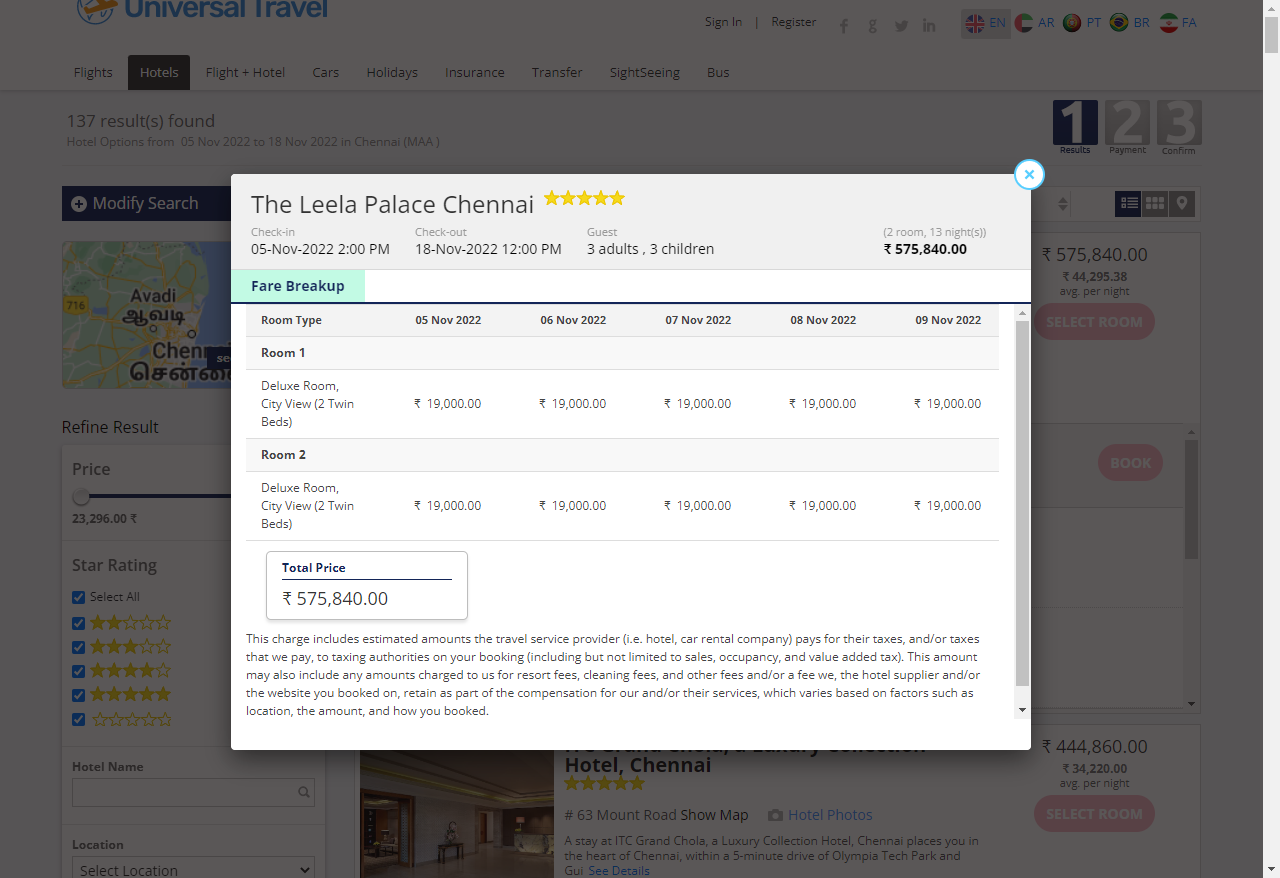 Universal Travel
Sign In | Register
EN AR PT BR FA
Flights Hotels Flight + Hotel Cars Holidays Insurance Transfer SightSeeing Bus
137 result(s) found
Hotel Options from 05 Nov 2022 to 18 Nov 2022 in Chennai (MAA )
1 Results
2 Payment
3 Confirm
Modify Search
716
Avadi
ஆவடி
Chenn
சென்னை
se
Refine Result
Price
23,296.00 ₹
Star Rating
Select All
Hotel Name
Location
Select Location
The Leela Palace Chennai
Check-in
05-Nov-2022 2:00 PM
Check-out
18-Nov-2022 12:00 PM
Guest
3 adults , 3 children
(2 room, 13 night(s))
₹ 575,840.00
Fare Breakup
Room Type 05 Nov 2022 06 Nov 2022 07 Nov 2022 08 Nov 2022 09 Nov 2022
Room 1
Deluxe Room,
City View (2 Twin
Beds)
₹ 19,000.00 ₹ 19,000.00 ₹ 19,000.00 ₹ 19,000.00 ₹ 19,000.00
Room 2
Deluxe Room,
City View (2 Twin
Beds)
₹ 19,000.00 ₹ 19,000.00 ₹ 19,000.00 ₹ 19,000.00 ₹ 19,000.00
Total Price
₹ 575,840.00
This charge includes estimated amounts the travel service provider (i.e. hotel, car rental company) pays for their taxes, and/or taxes
that we pay, to taxing authorities on your booking (including but not limited to sales, occupancy, and value added tax). This amount
may also include any amounts charged to us for resort fees, cleaning fees, and other fees and/or a fee we, the hotel supplier and/or
the website you booked on, retain as part of the compensation for our and/or their services, which varies based on factors such as
location, the amount, and how you booked.
₹ 575,840.00
₹ 44,295.38
avg. per night
SELECT ROOM
BOOK
ITC Grand Chola, a Luxury Collection
Hotel, Chennai
# 63 Mount Road Show Map
Hotel Photos
A stay at ITC Grand Chola, a Luxury Collection Hotel, Chennai places you in
the heart of Chennai, within a 5-minute drive of Olympia Tech Park and
Gui See Details
₹ 444,860.00
₹ 34,220.00
avg. per night
SELECT ROOM